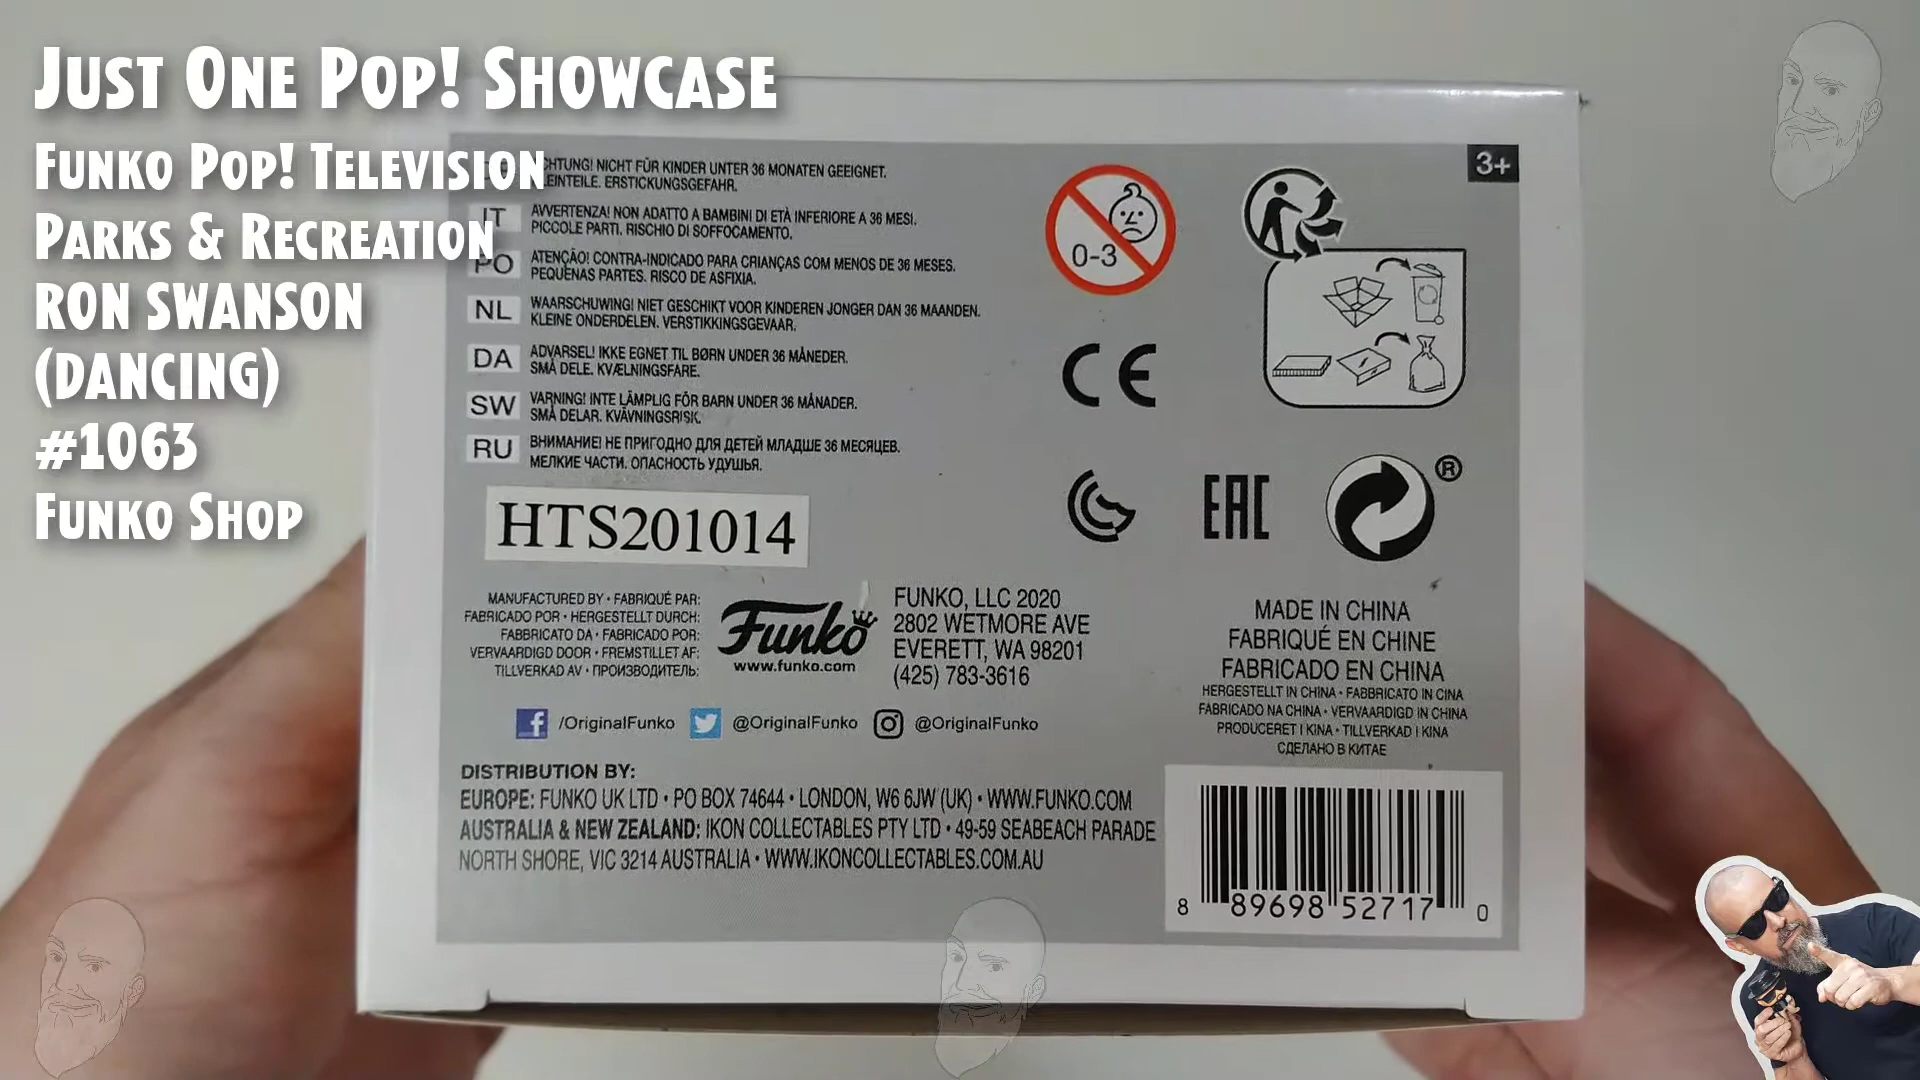 Just One Pop! Showcase
Funko Pop! Television
Parks & Recreation
RON SWANSON
(DANCING)
#1063
Funko Shop
CHTUNG! NICHT FÜR KINDER UNTER 36 MONATEN GEEIGNET.
LEINTEILE. ERSTICKUNGSGEFAHR.
IT AVVERTENZA! NON ADATTO A BAMBINI DI ETÀ INFERIORE A 36 MESI.
PICCOLE PARTI. RISCHIO DI SOFFOCAMENTO.
PO ATENÇÃO! CONTRA-INDICADO PARA CRIANÇAS COM MENOS DE 36 MESES.
PEQUENAS PARTES. RISCO DE ASFIXIA.
NL WAARSCHUWING! NIET GESCHIKT VOOR KINDEREN JONGER DAN 36 MAANDEN.
KLEINE ONDERDELEN. VERSTIKKINGSGEVAAR.
DA ADVARSEL! IKKE EGNET TIL BØRN UNDER 36 MÅNEDER.
SMÅ DELE. KVÆLNINGSFARE.
SW VARNING! INTE LÄMPLIG FÖR BARN UNDER 36 MÅNADER.
SMÅ DELAR. KVÄVNINGSRISK.
RU ВНИМАНИЕ! НЕ ПРИГОДНО ДЛЯ ДЕТЕЙ МЛАДШЕ 36 МЕСЯЦЕВ.
МЕЛКИЕ ЧАСТИ. ОПАСНОСТЬ УДУШЬЯ.
0-3
3+
CE
EAC
®
HTS201014
MANUFACTURED BY • FABRIQUÉ PAR:
FABRICADO POR • HERGESTELLT DURCH:
FABBRICATO DA • FABRICADO POR:
VERVAARDIGD DOOR • FREMSTILLET AF:
TILLVERKAD AV • ПРОИЗВОДИТЕЛЬ:
Funko
www.funko.com
FUNKO, LLC 2020
2802 WETMORE AVE
EVERETT, WA 98201
(425) 783-3616
MADE IN CHINA
FABRIQUÉ EN CHINE
FABRICADO EN CHINA
HERGESTELLT IN CHINA • FABBRICATO IN CINA
FABRICADO NA CHINA • VERVAARDIGD IN CHINA
PRODUCERET I KINA • TILLVERKAD I KINA
СДЕЛАНО В КИТАЕ
/OriginalFunko @OriginalFunko @OriginalFunko
DISTRIBUTION BY:
EUROPE: FUNKO UK LTD • PO BOX 74644 • LONDON, W6 6JW (UK) • WWW.FUNKO.COM
AUSTRALIA & NEW ZEALAND: IKON COLLECTABLES PTY LTD • 49-59 SEABEACH PARADE
NORTH SHORE, VIC 3214 AUSTRALIA • WWW.IKONCOLLECTABLES.COM.AU
8 89698 52717 0